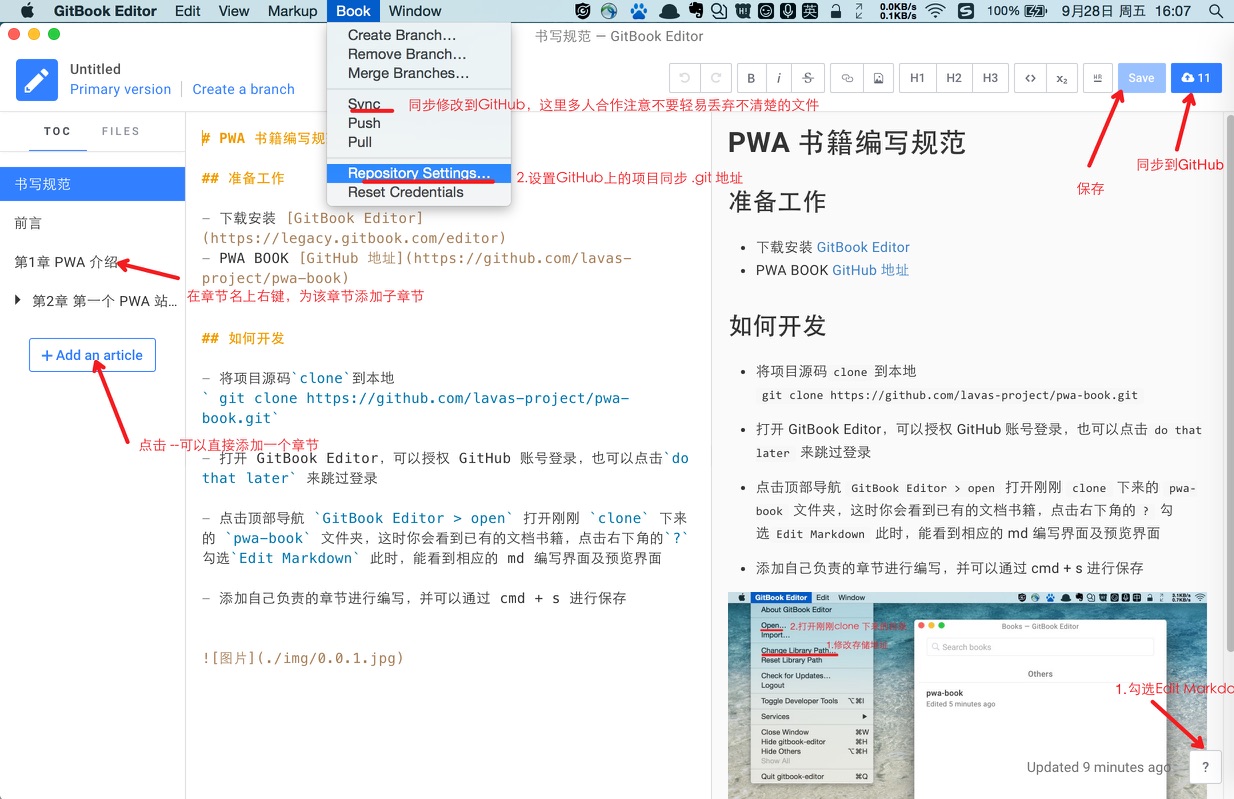 GitBook Editor Edit View Markup Book Window
0.0KB/s
0.1KB/s
100%
9月28日 周五 16:07
书写规范 — GitBook Editor
Create Branch…
Remove Branch…
Merge Branches…
Sync
Push
Pull
Repository Settings…
Reset Credentials
同步修改到GitHub，这里多人合作注意不要轻易丢弃不清楚的文件
2.设置GitHub上的项目同步 .git 地址
Untitled
Primary version
Create a branch
B i S H1 H2 H3 <> x₂ Save 11
保存
同步到GitHub
TOC FILES
书写规范
前言
第1章 PWA 介绍
第2章 第一个 PWA 站…
+ Add an article
在章节名上右键，为该章节添加子章节
点击 --可以直接添加一个章节
# PWA 书籍编写规
## 准备工作
– 下载安装 [GitBook Editor]
(https://legacy.gitbook.com/editor)
– PWA BOOK [GitHub 地址](https://github.com/lavas-
project/pwa-book)
## 如何开发
– 将项目源码`clone`到本地
` git clone https://github.com/lavas-project/pwa-
book.git`
– 打开 GitBook Editor，可以授权 GitHub 账号登录，也可以点击`do
that later` 来跳过登录
– 点击顶部导航 `GitBook Editor > open` 打开刚刚 `clone` 下来
的 `pwa-book` 文件夹，这时你会看到已有的文档书籍，点击右下角的`?`
勾选`Edit Markdown` 此时，能看到相应的 md 编写界面及预览界面
– 添加自己负责的章节进行编写，并可以通过 cmd + s 进行保存
![图片](./img/0.0.1.jpg)
PWA 书籍编写规范
准备工作
• 下载安装 GitBook Editor
• PWA BOOK GitHub 地址
如何开发
• 将项目源码 clone 到本地
git clone https://github.com/lavas-project/pwa-book.git
• 打开 GitBook Editor，可以授权 GitHub 账号登录，也可以点击 do that
later 来跳过登录
• 点击顶部导航 GitBook Editor > open 打开刚刚 clone 下来的 pwa-
book 文件夹，这时你会看到已有的文档书籍，点击右下角的 ? 勾
选 Edit Markdown 此时，能看到相应的 md 编写界面及预览界面
• 添加自己负责的章节进行编写，并可以通过 cmd + s 进行保存
GitBook Editor Edit Window
About GitBook Editor
Open…
2.打开刚刚clone 下来的
Import…
Change Library Path…
1.修改存储地址
Reset Library Path
Check for Updates…
Logout
Toggle Developer Tools ⌥⌘I
Services
Close Window ⌘W
Hide gitbook-editor ⌘H
Hide Others ⌥⌘H
Show All
Quit gitbook-editor ⌘Q
Books — GitBook Editor
Search books
Others
pwa-book
Edited 5 minutes ago
1.勾选Edit Markdo
Updated 9 minutes ago
?